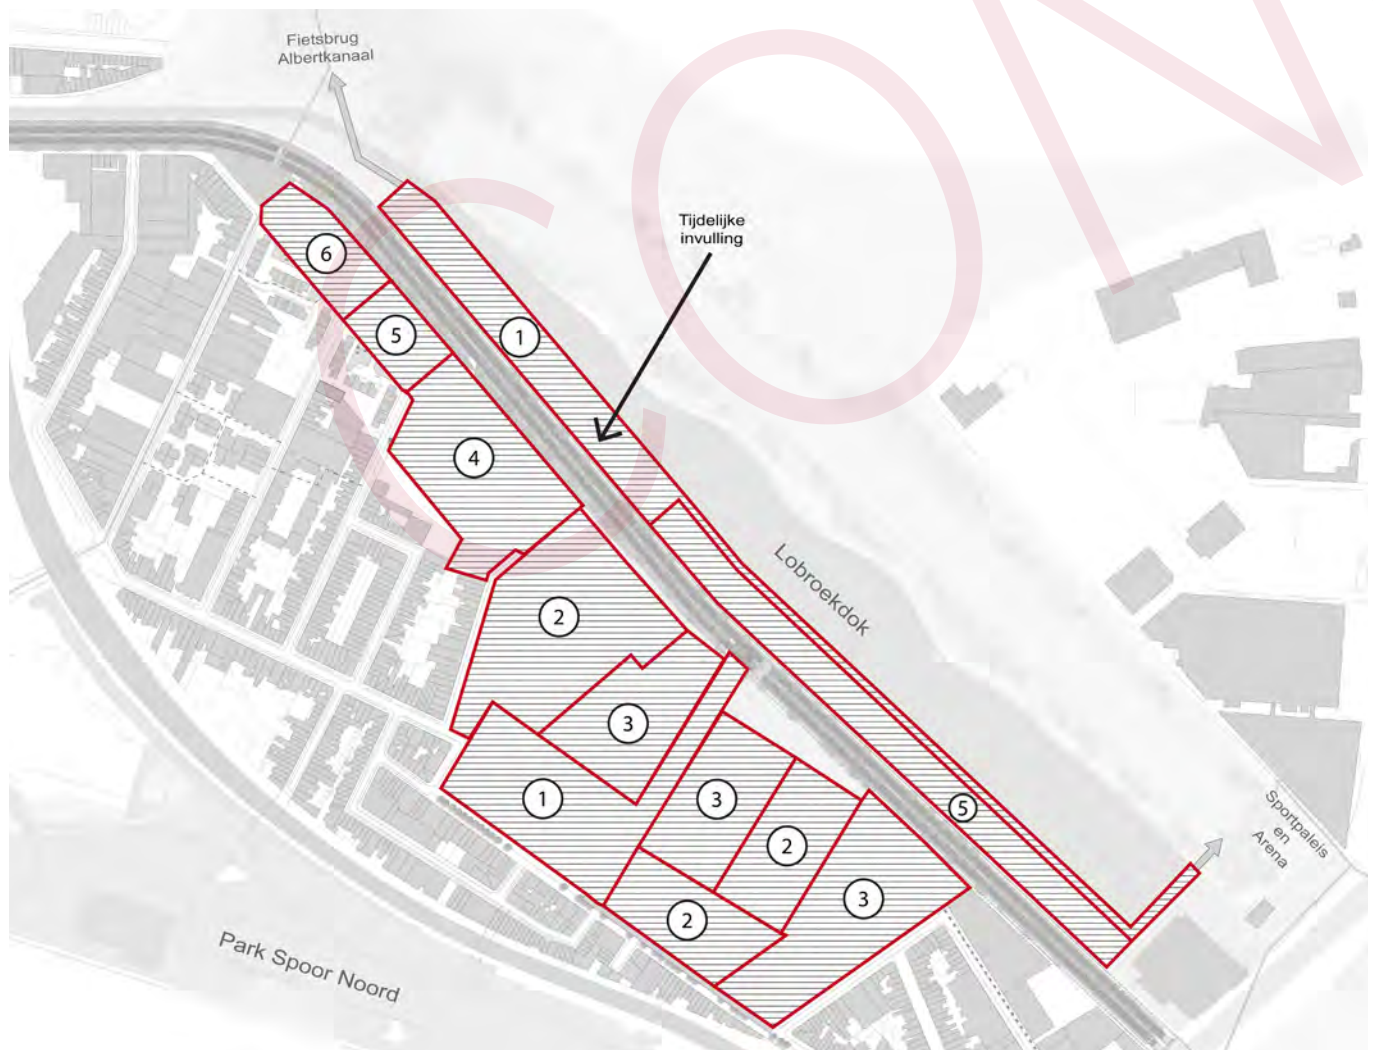 Fietsbrug
Albertkanaal
Tijdelijke
invulling
6
5
1
4
2
3
1
3
2
3
2
5
Lobroekdok
Sportpaleis
en
Arena
Park Spoor Noord
CON